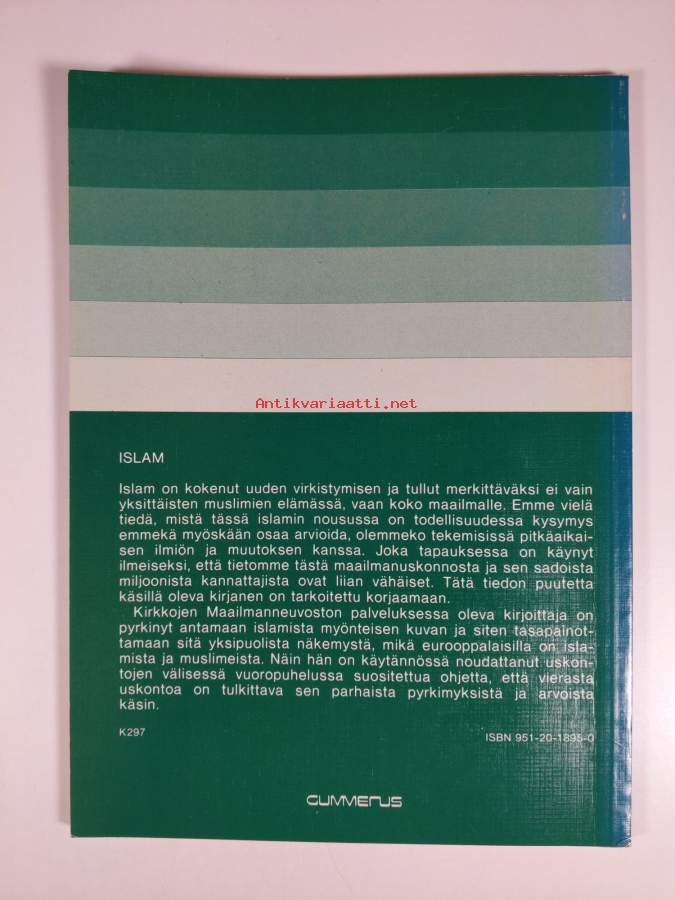 Antikvariaatti.net
ISLAM
Islam on kokenut uuden virkistymisen ja tullut merkittäväksi ei vain
yksittäisten muslimien elämässä, vaan koko maailmalle. Emme vielä
tiedä, mistä tässä islamin nousussa on todellisuudessa kysymys
emmekä myöskään osaa arvioida, olemmeko tekemisissä pitkäaikai-
sen ilmiön ja muutoksen kanssa. Joka tapauksessa on käynyt
ilmeiseksi, että tietomme tästä maailmanuskonnosta ja sen sadoista
miljoonista kannattajista ovat liian vähäiset. Tätä tiedon puutetta
käsillä oleva kirjanen on tarkoitettu korjaamaan.
Kirkkojen Maailmanneuvoston palveluksessa oleva kirjoittaja on
pyrkinyt antamaan islamista myönteisen kuvan ja siten tasapainot-
tamaan sitä yksipuolista näkemystä, mikä eurooppalaisilla on isla-
mista ja muslimeista. Näin hän on käytännössä noudattanut uskon-
tojen välisessä vuoropuhelussa suositettua ohjetta, että vierasta
uskontoa on tulkittava sen parhaista pyrkimyksistä ja arvoista
käsin.
K297
ISBN 951-20-1895-0
GUMMERUS